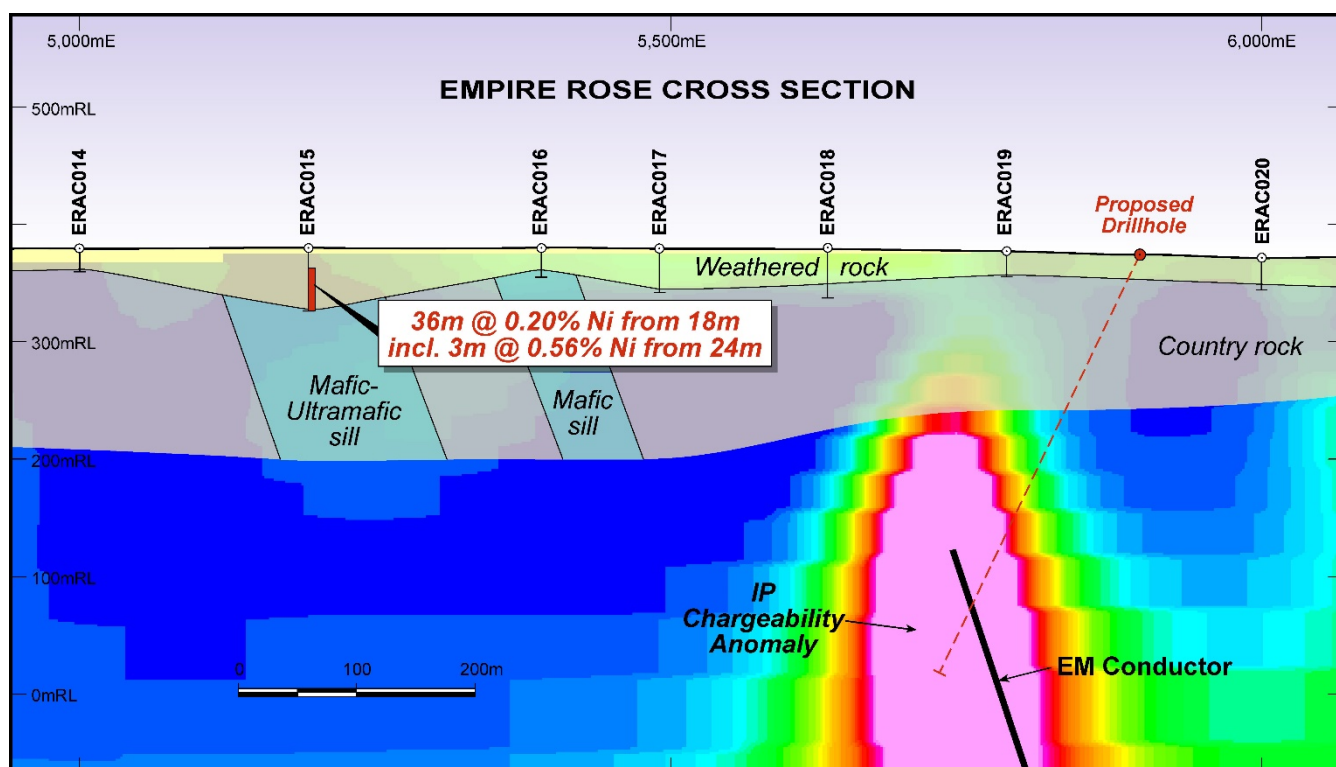 5,000mE
5,500mE
6,000mE
EMPIRE ROSE CROSS SECTION
500mRL
ERAC014
ERAC015
ERAC016
ERAC017
ERAC018
ERAC019
Proposed
Drillhole
ERAC020
Weathered rock
36m @ 0.20% Ni from 18m
incl. 3m @ 0.56% Ni from 24m
300mRL
Country rock
Mafic-
Ultramafic
sill
Mafic
sill
200mRL
100mRL
IP
Chargeability
Anomaly
0
100
200m
EM Conductor
0mRL